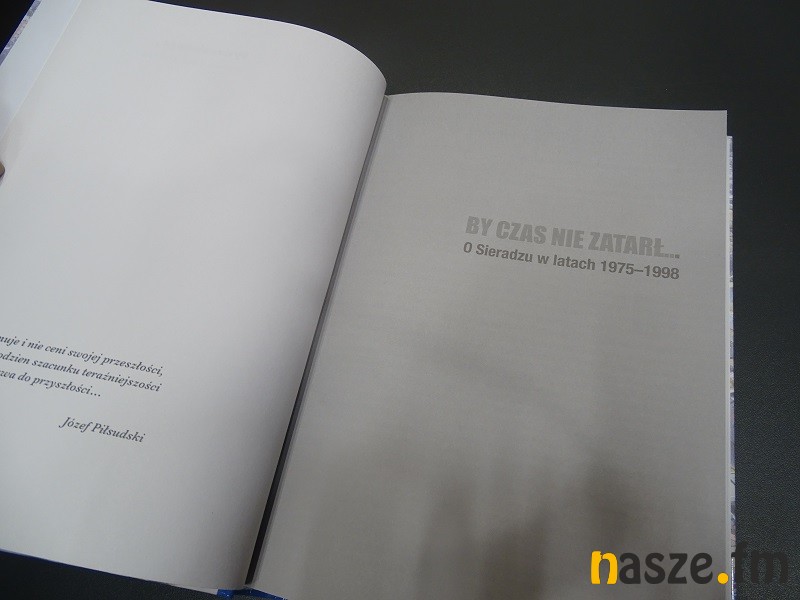 nuje i nie ceni swojej przeszłości,
odzien szacunku teraźniejszości
wa do przyszłości...
Józef Piłsudski
BY CZAS NIE ZATARŁ...
O Sieradzu w latach 1975–1998
nasze.fm